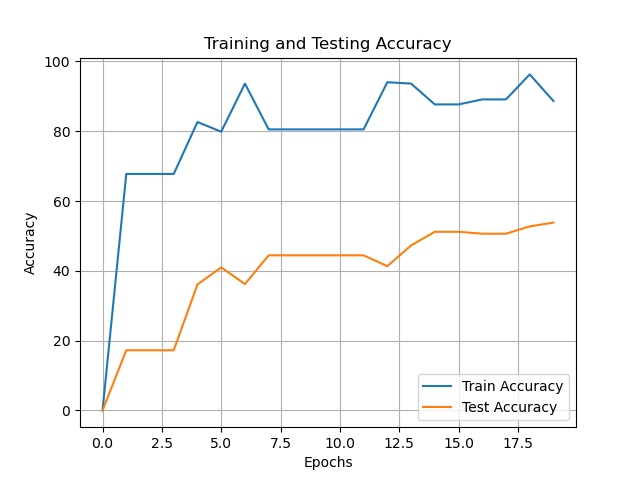 Training and Testing Accuracy
100
80
60
40
20
0
Accuracy
0.0 2.5 5.0 7.5 10.0 12.5 15.0 17.5
Epochs
Train Accuracy
Test Accuracy